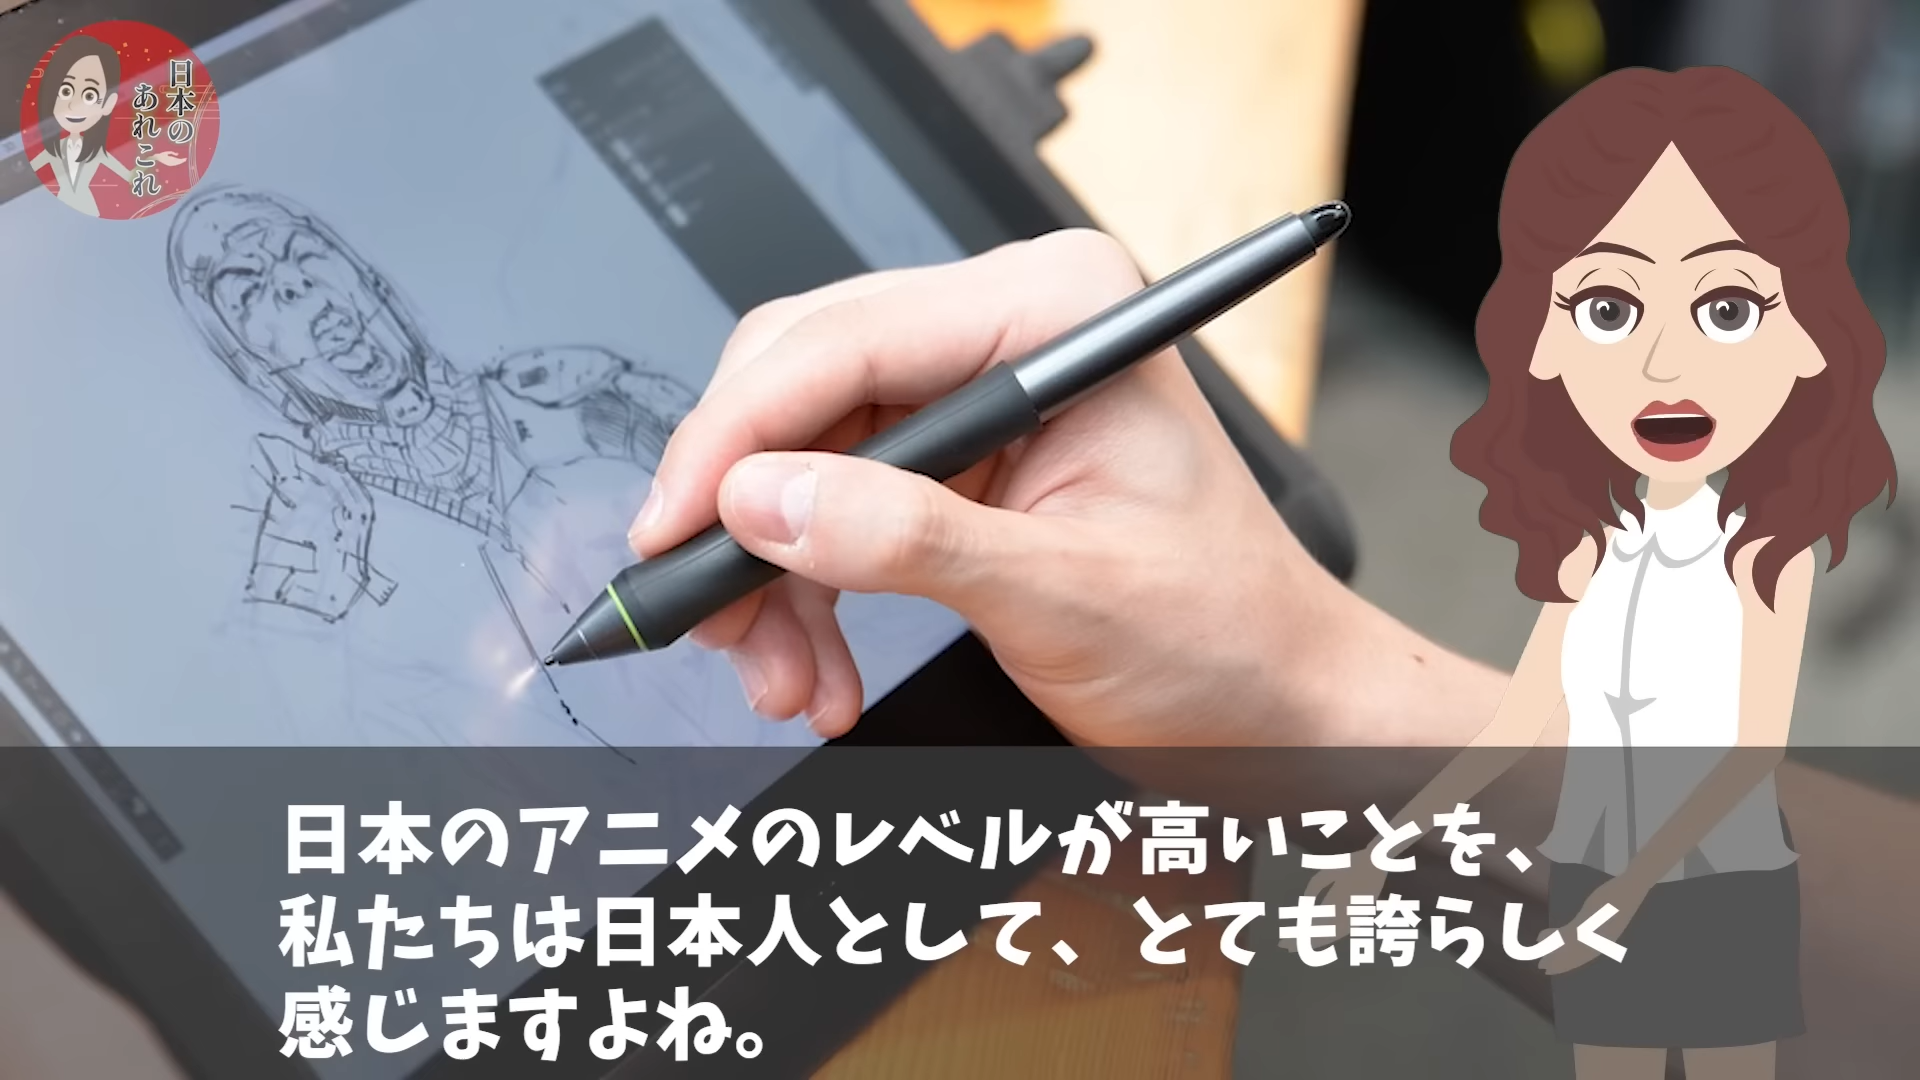 日本の
あれこれ
日本のアニメのレベルが高いことを、
私たちは日本人として、とても誇らしく
感じますよね。